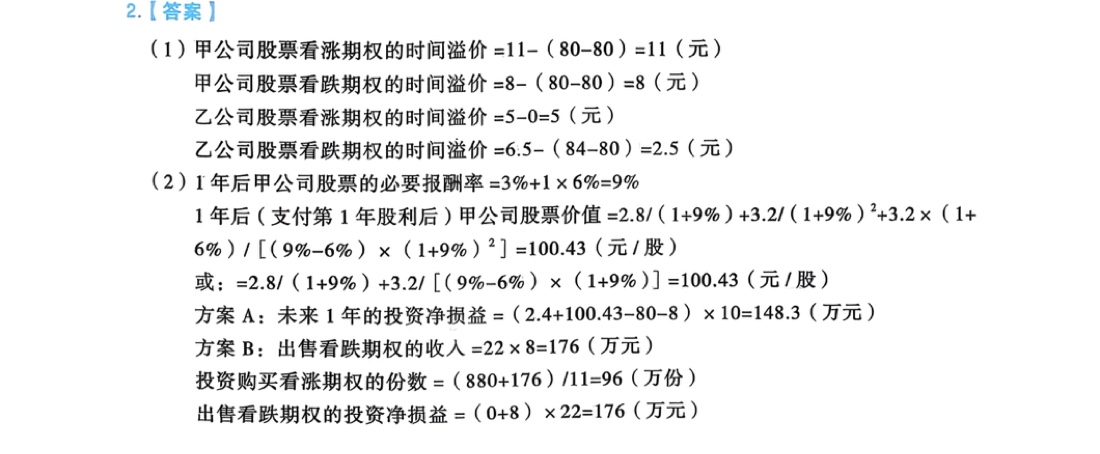 2.【答案】
（1）甲公司股票看涨期权的时间溢价 =11-（80-80）=11（元）
甲公司股票看跌期权的时间溢价 =8-（80-80）=8（元）
乙公司股票看涨期权的时间溢价 =5-0=5（元）
乙公司股票看跌期权的时间溢价 =6.5-（84-80）=2.5（元）
（2）1 年后甲公司股票的必要报酬率 =3%+1×6%=9%
1 年后（支付第 1 年股利后）甲公司股票价值 =2.8/（1+9%）+3.2/（1+9%）²+3.2×（1+
6%）/［（9%-6%）×（1+9%）²］=100.43（元 / 股）
或：=2.8/（1+9%）+3.2/［（9%-6%）×（1+9%）］=100.43（元 / 股）
方案 A：未来 1 年的投资净损益 =（2.4+100.43-80-8）×10=148.3（万元）
方案 B：出售看跌期权的收入 =22×8=176（万元）
投资购买看涨期权的份数 =（880+176）/11=96（万份）
出售看跌期权的投资净损益 =（0+8）×22=176（万元）